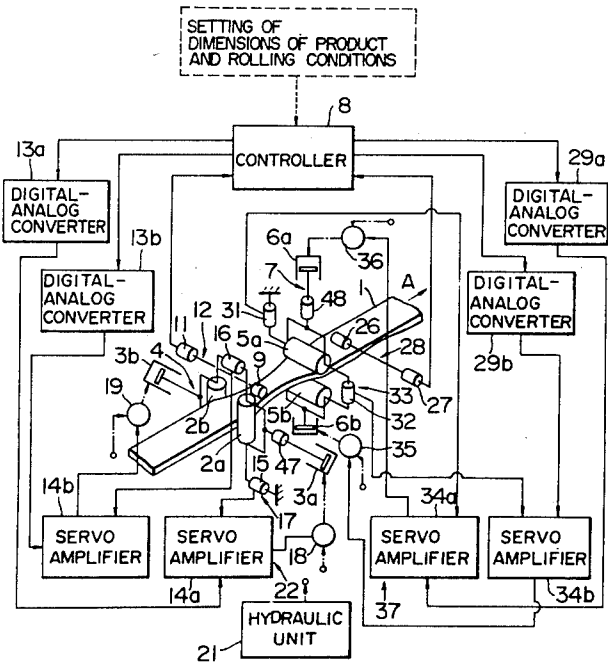 SETTING OF
DIMENSIONS OF PRODUCT
AND ROLLING CONDITIONS
8
CONTROLLER
13a
DIGITAL-
ANALOG
CONVERTER
13b
DIGITAL-
ANALOG
CONVERTER
29a
DIGITAL-
ANALOG
CONVERTER
DIGITAL-
ANALOG
CONVERTER
29b
6a
36
7
1
A
31
48
11
12
16
5a
26
28
4
3b
9
33
19
2b
5b
32
27
2a
6b
35
47
3a
15
17
18
14b
SERVO
AMPLIFIER
SERVO
AMPLIFIER
14a
22
34a
SERVO
AMPLIFIER
37
SERVO
AMPLIFIER
34b
HYDRAULIC
UNIT
21